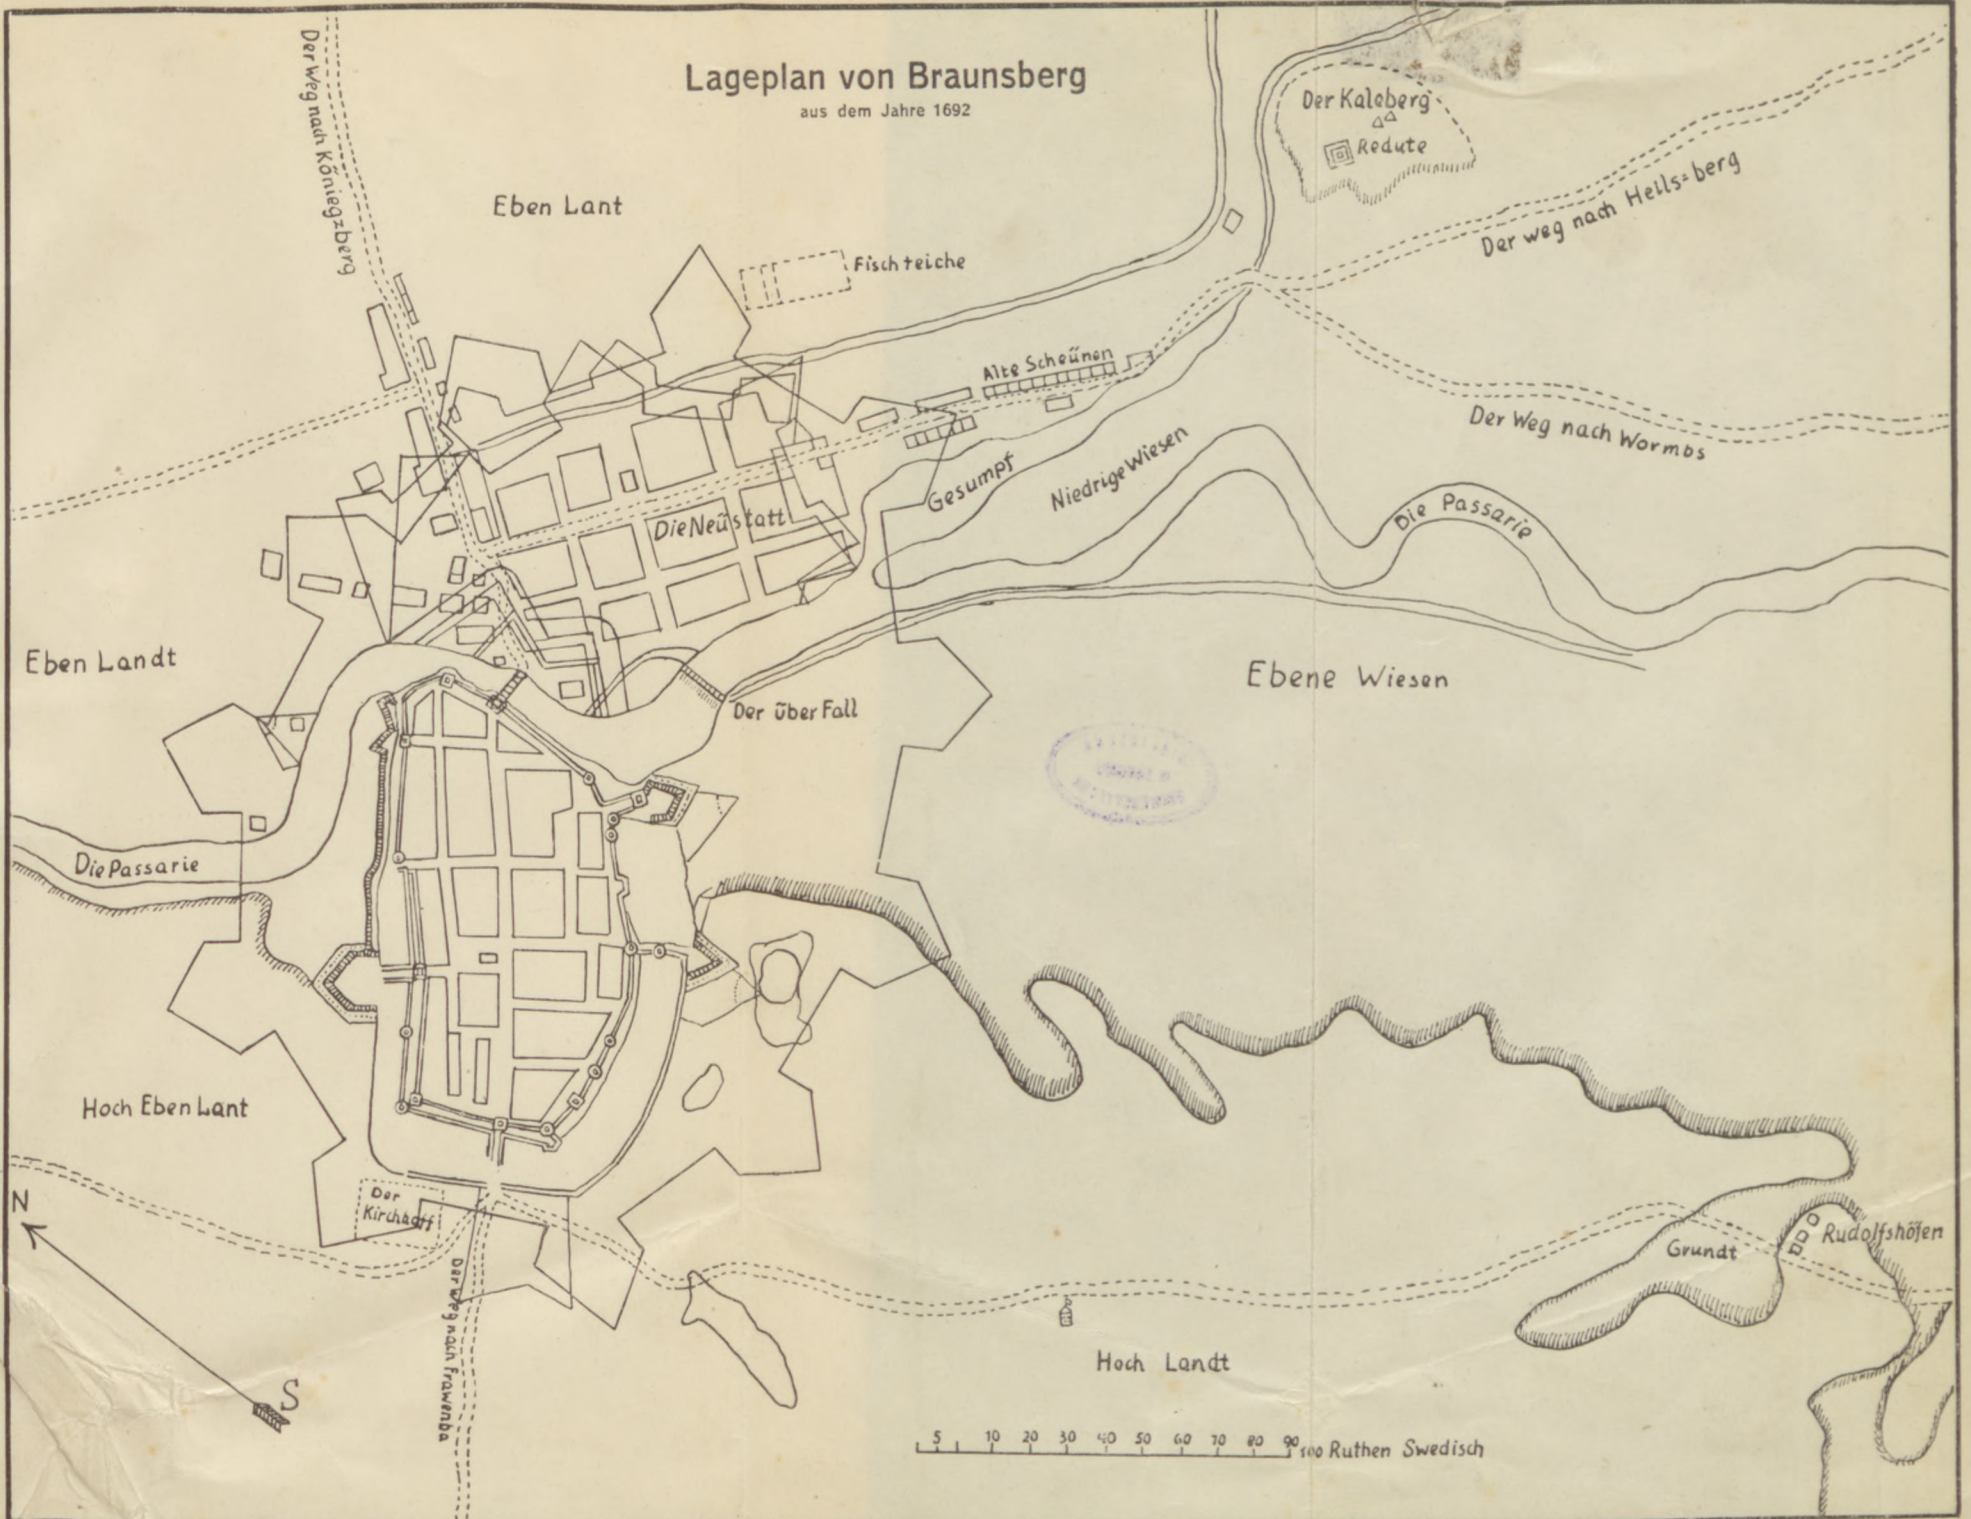 Lageplan von Braunsberg
aus dem Jahre 1692
Der Weg nach Köniegzberg
Eben Lant
Der Kalaberg
Redute
Der weg nach Hells=berg
Fischteiche
Alte Scheünen
Der Weg nach Wormbs
Gesumpf
Niedrige Wiesen
Die Passarie
Die Neüstatt
Eben Landt
Ebene Wiesen
Der über Fall
Die Passarie
Hoch Eben Lant
Der
Kirchhoff
N
S
Der Weg nach Frawenba
Grundt
Rudolfshöfen
Hoch Landt
5 10 20 30 40 50 60 70 80 90 100 Ruthen Swedisch